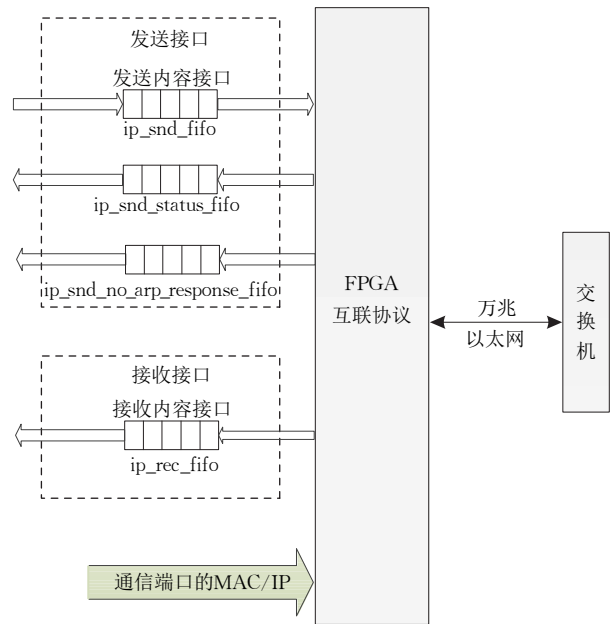 发送接口
发送内容接口
ip_snd_fifo
ip_snd_status_fifo
ip_snd_no_arp_response_fifo
接收接口
接收内容接口
ip_rec_fifo
通信端口的MAC/IP
FPGA
互联协议
万兆
以太网
交
换
机